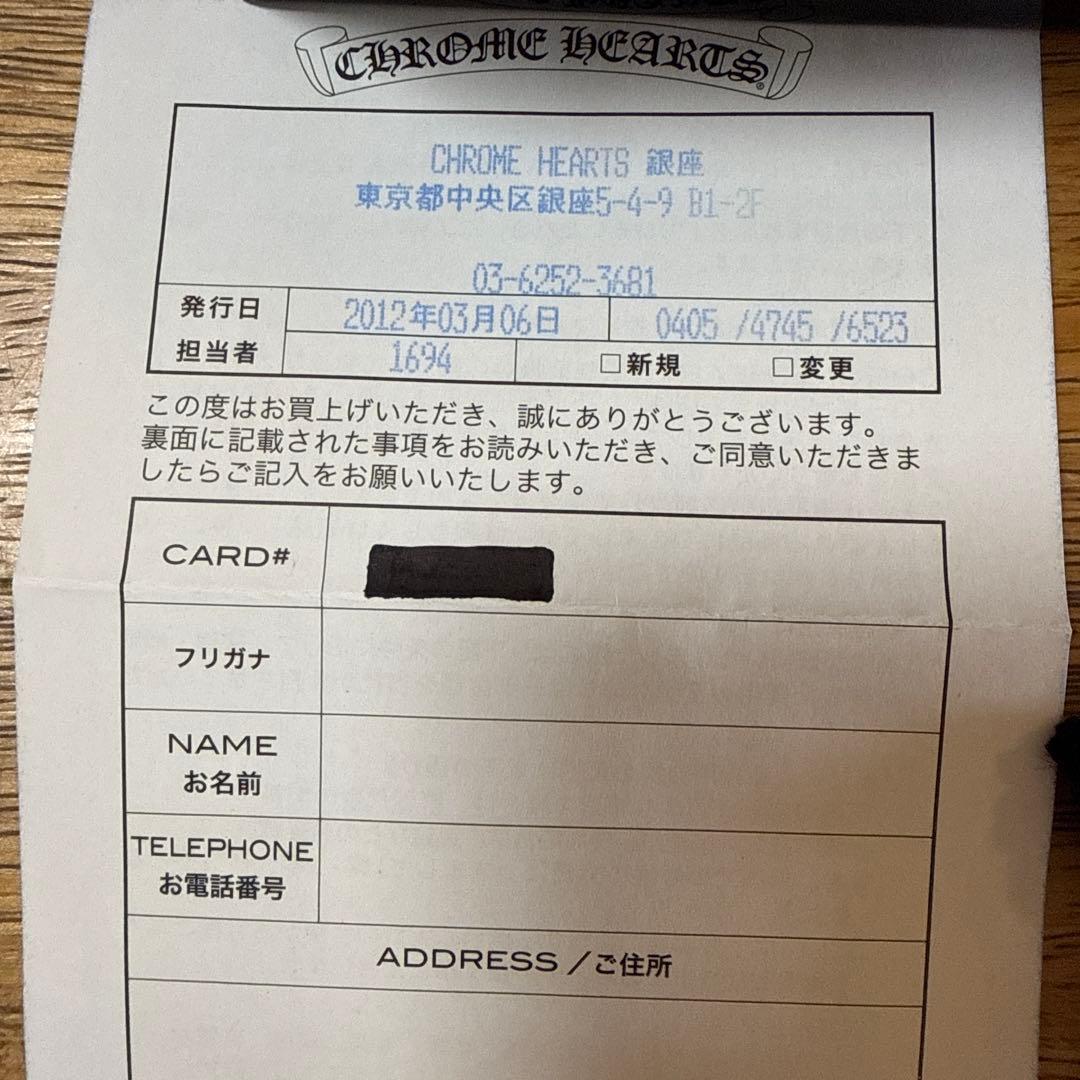 CHROME HEARTS
CHROME HEARTS 銀座
東京都中央区銀座5-4-9 B1-2F
03-6252-3681
発行日 2012年03月06日 0405 /4745 /6523
担当者 1694 □新規 □変更
この度はお買上げいただき、誠にありがとうございます。
裏面に記載された事項をお読みいただき、ご同意いただきま
したらご記入をお願いいたします。
CARD#
フリガナ
NAME
お名前
TELEPHONE
お電話番号
ADDRESS /ご住所